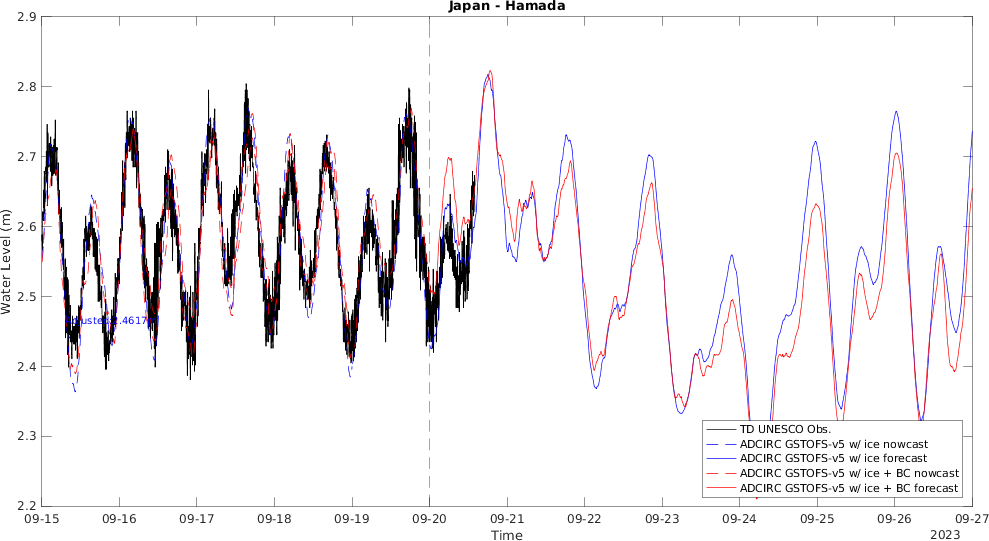 Japan - Hamada
Water Level (m)
2.9
2.8
2.7
2.6
2.5
2.4
2.3
2.2
TD UNESCO Obs.
ADCIRC GSTOFS-v5 w/ ice nowcast
ADCIRC GSTOFS-v5 w/ ice forecast
ADCIRC GSTOFS-v5 w/ ice + BC nowcast
ADCIRC GSTOFS-v5 w/ ice + BC forecast
09-15 09-16 09-17 09-18 09-19 09-20 09-21 09-22 09-23 09-24 09-25 09-26 09-27
Time
2023